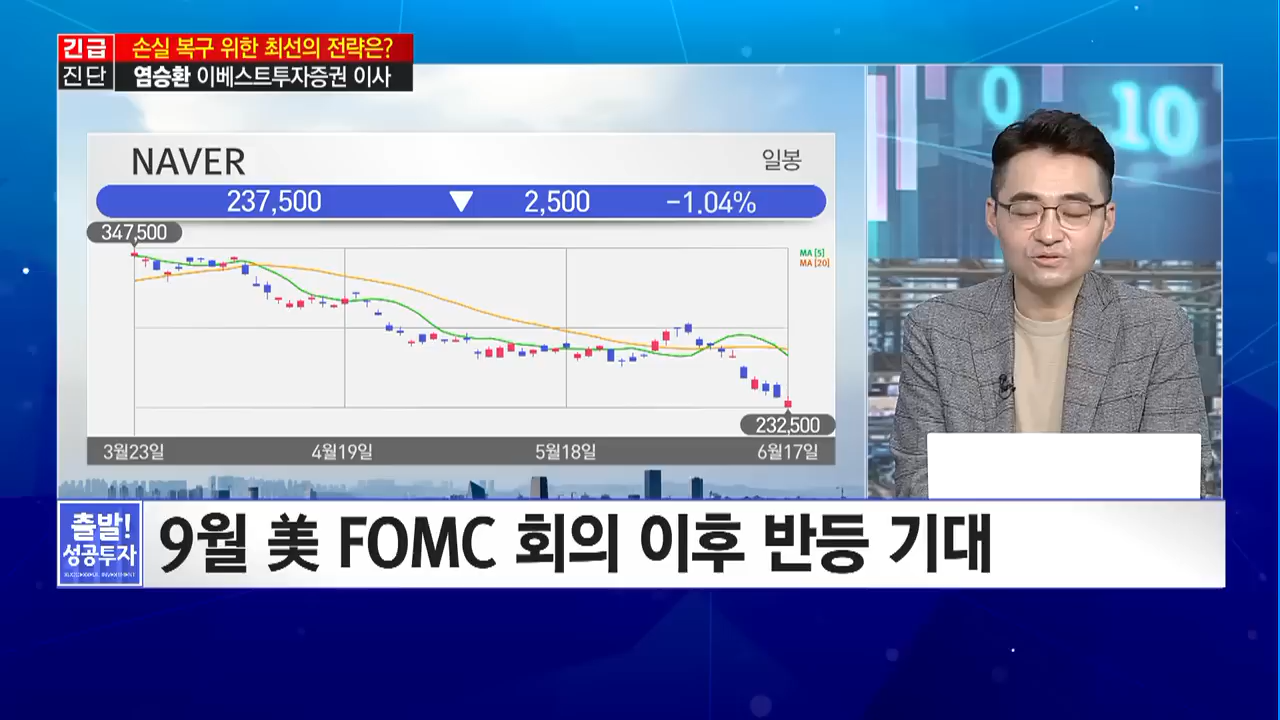 긴급
진단
손실 복구 위한 최선의 전략은?
염승환 이베스트투자증권 이사
0 10
NAVER
일봉
237,500 ▼ 2,500 -1.04%
347,500
MA [5]
MA [20]
232,500
3월23일 4월19일 5월18일 6월17일
출발!
성공투자
SUCCESSFUL INVESTMENT
9월 美 FOMC 회의 이후 반등 기대